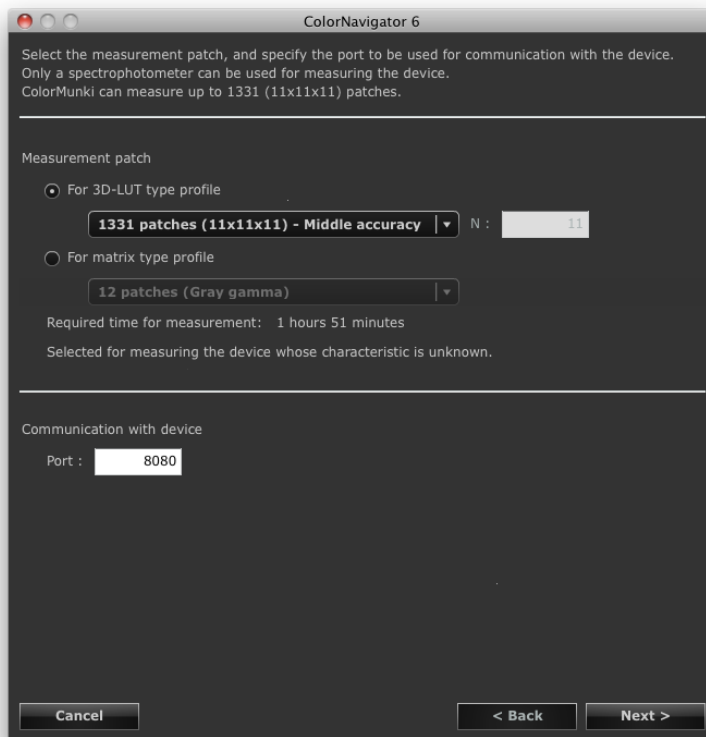 ColorNavigator 6
Select the measurement patch, and specify the port to be used for communication with the device.
Only a spectrophotometer can be used for measuring the device.
ColorMunki can measure up to 1331 (11x11x11) patches.
Measurement patch
For 3D-LUT type profile
1331 patches (11x11x11) - Middle accuracy N : 11
For matrix type profile
12 patches (Gray gamma)
Required time for measurement: 1 hours 51 minutes
Selected for measuring the device whose characteristic is unknown.
Communication with device
Port : 8080
Cancel < Back Next >